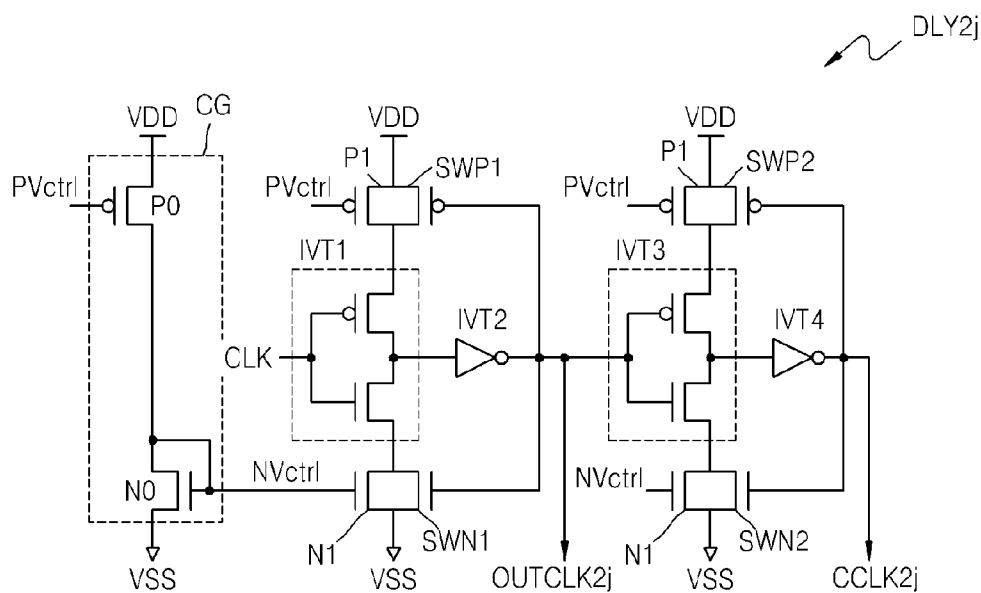 DLY2j
CG
VDD
VDD
VDD
P1
SWP1
P1
SWP2
PVctrl
P0
PVctrl
PVctrl
IVT1
IVT3
IVT2
IVT4
CLK
N0
NVctrl
NVctrl
N1
SWN1
N1
SWN2
VSS
VSS
OUTCLK2j
VSS
CCLK2j